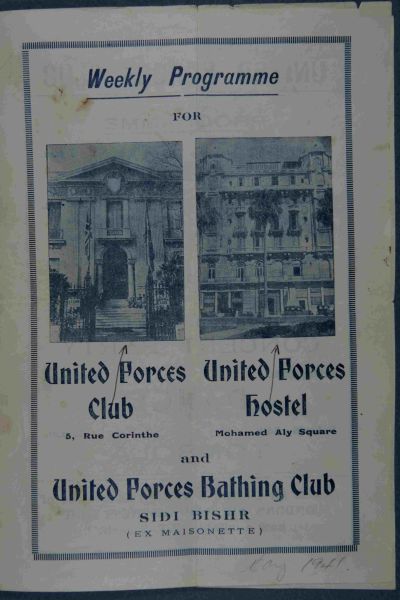 Weekly Programme
FOR
United Forces Club
5, Rue Corinthe
United Forces Hostel
Mohamed Aly Square
and
United Forces Bathing Club
SIDI BISHR
(EX MAISONETTE)
1941.